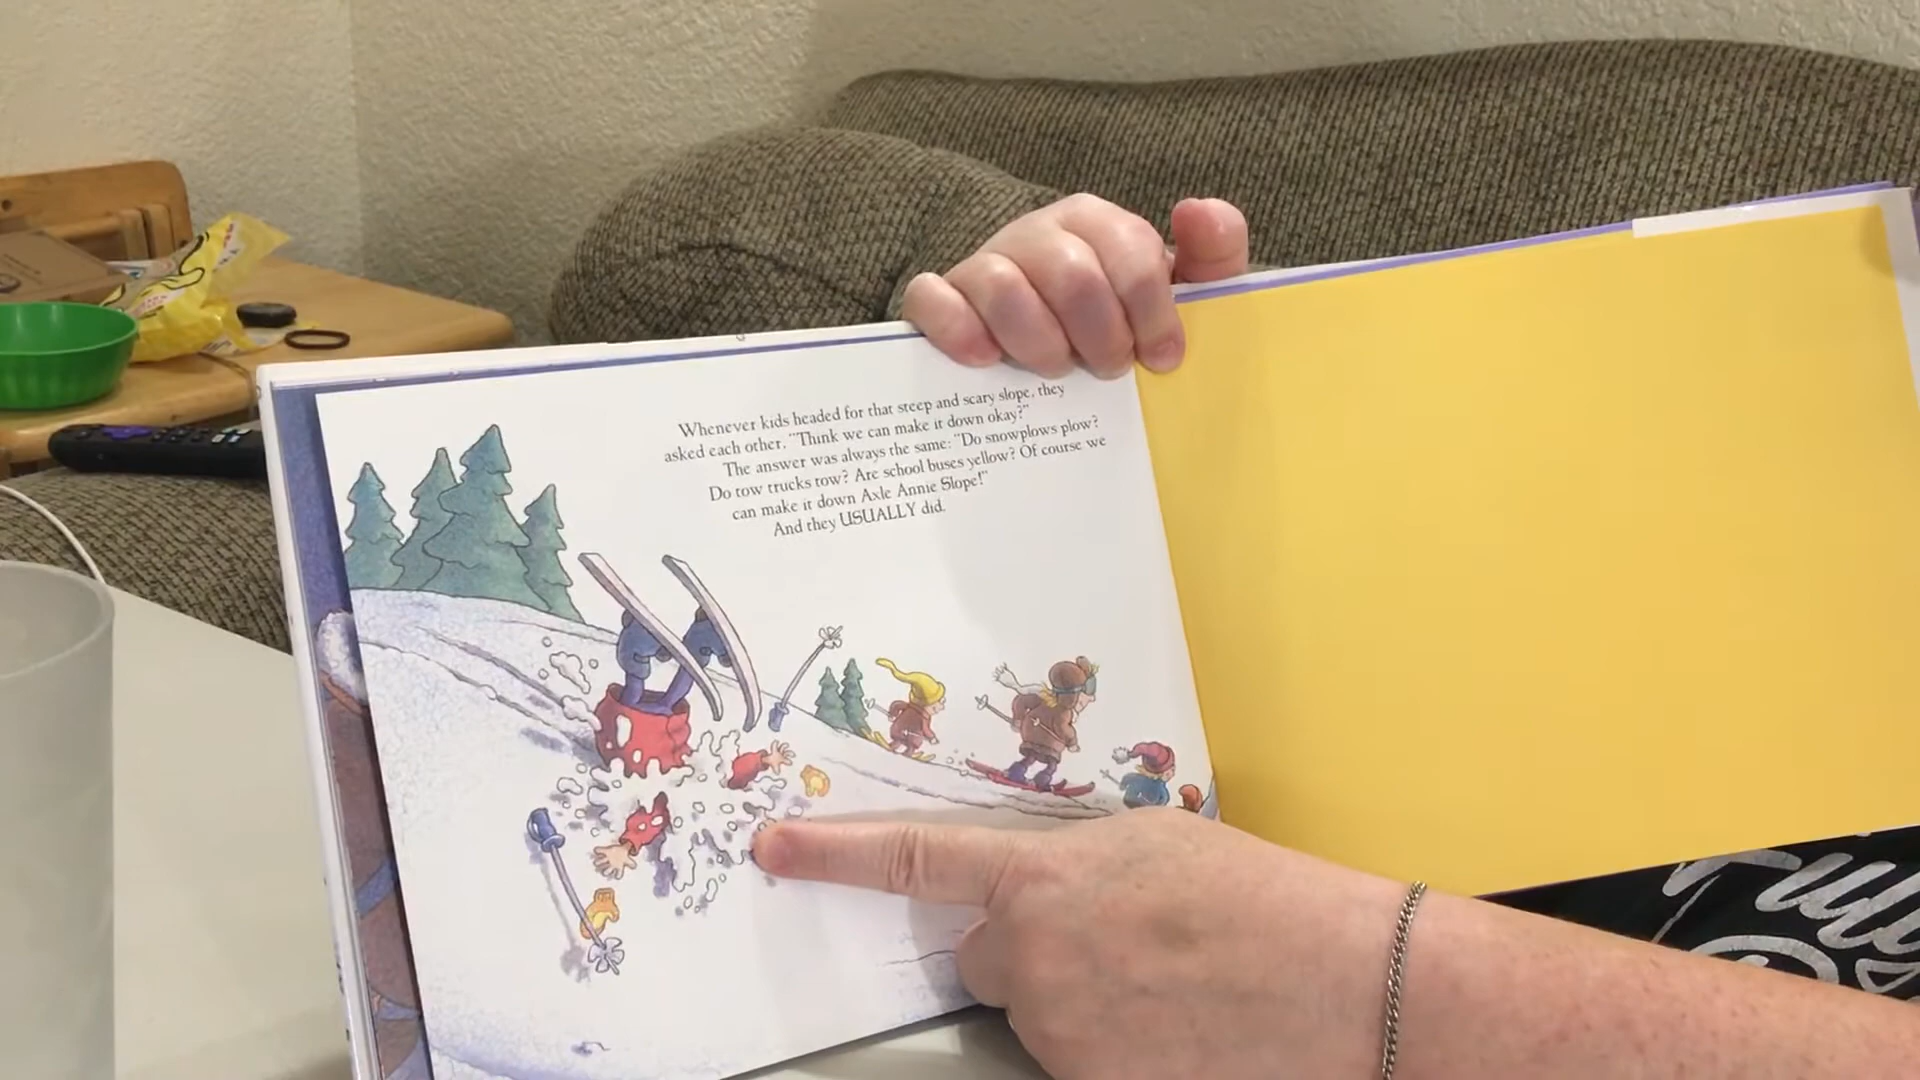 Whenever kids headed for that steep and scary slope, they
asked each other, "Think we can make it down okay?"
The answer was always the same: "Do snowplows plow?
Do tow trucks tow? Are school buses yellow? Of course we
can make it down Axle Annie Slope!"
And they USUALLY did.